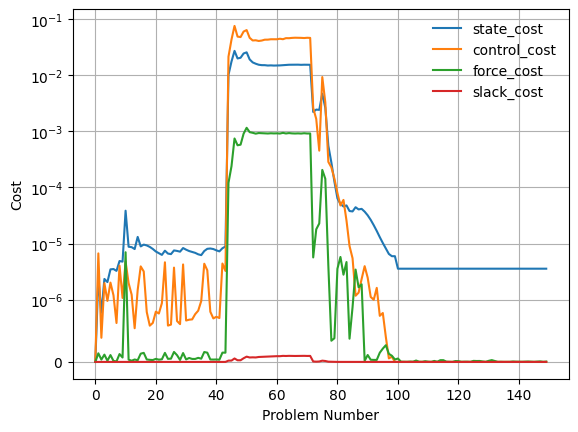 10⁻¹
10⁻²
10⁻³
10⁻⁴
10⁻⁵
10⁻⁶
0
Cost
state_cost
control_cost
force_cost
slack_cost
0 20 40 60 80 100 120 140
Problem Number